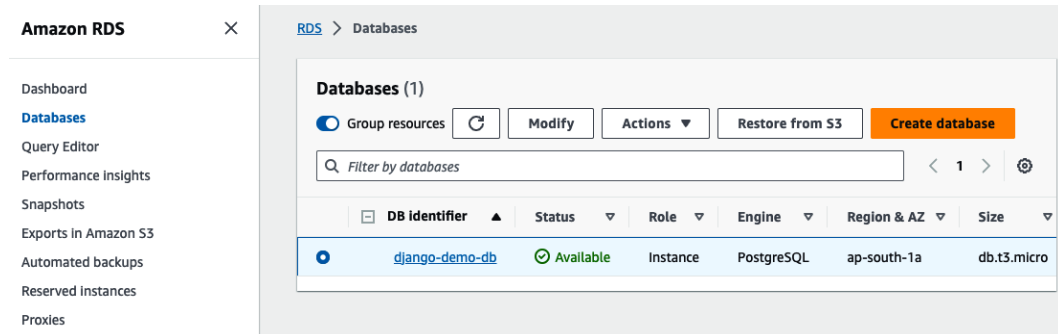 Amazon RDS
Dashboard
Databases
Query Editor
Performance insights
Snapshots
Exports in Amazon S3
Automated backups
Reserved instances
Proxies
RDS > Databases
Databases (1)
Group resources Modify Actions Restore from S3 Create database
Filter by databases 1
DB identifier Status Role Engine Region & AZ Size
django-demo-db Available Instance PostgreSQL ap-south-1a db.t3.micro